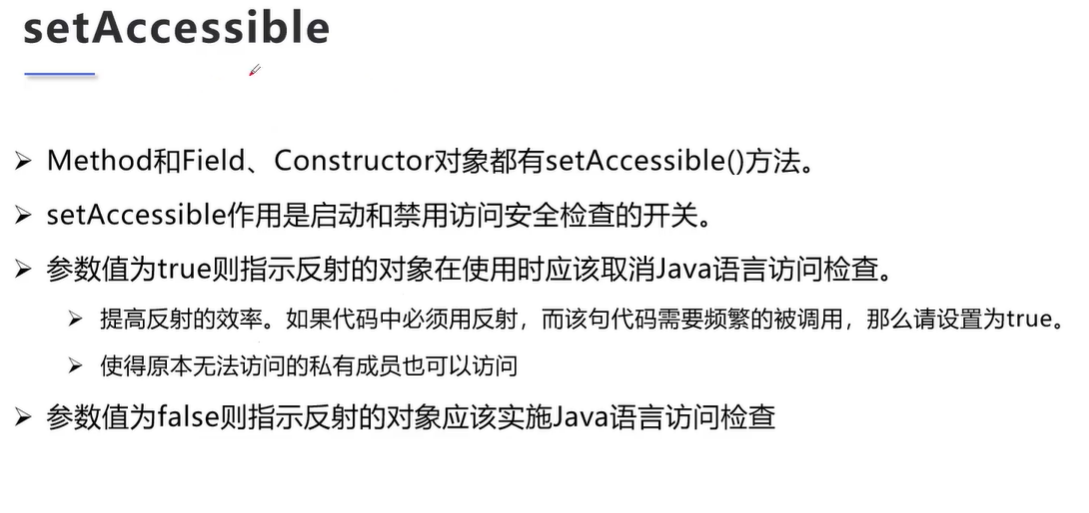 setAccessible
➢ Method和Field、Constructor对象都有setAccessible()方法。
➢ setAccessible作用是启动和禁用访问安全检查的开关。
➢ 参数值为true则指示反射的对象在使用时应该取消Java语言访问检查。
➢ 提高反射的效率。如果代码中必须用反射，而该句代码需要频繁的被调用，那么请设置为true。
➢ 使得原本无法访问的私有成员也可以访问
➢ 参数值为false则指示反射的对象应该实施Java语言访问检查